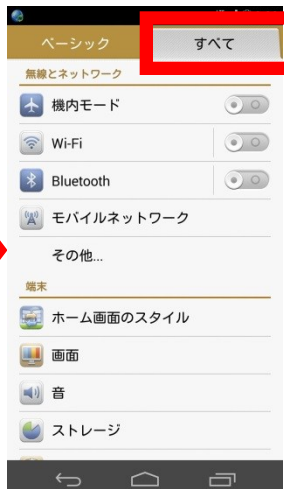 ベーシック
すべて
無線とネットワーク
機内モード
Wi-Fi
Bluetooth
モバイルネットワーク
その他...
端末
ホーム画面のスタイル
画面
音
ストレージ